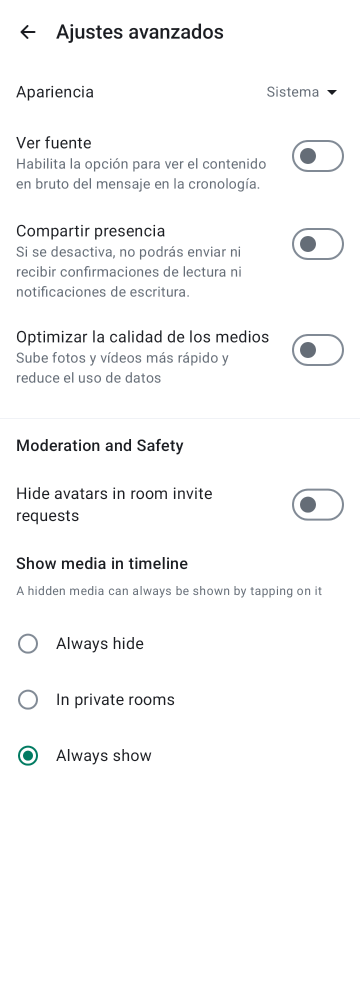 Ajustes avanzados
Apariencia
Sistema
Ver fuente
Habilita la opción para ver el contenido
en bruto del mensaje en la cronología.
Compartir presencia
Si se desactiva, no podrás enviar ni
recibir confirmaciones de lectura ni
notificaciones de escritura.
Optimizar la calidad de los medios
Sube fotos y vídeos más rápido y
reduce el uso de datos
Moderation and Safety
Hide avatars in room invite
requests
Show media in timeline
A hidden media can always be shown by tapping on it
Always hide
In private rooms
Always show